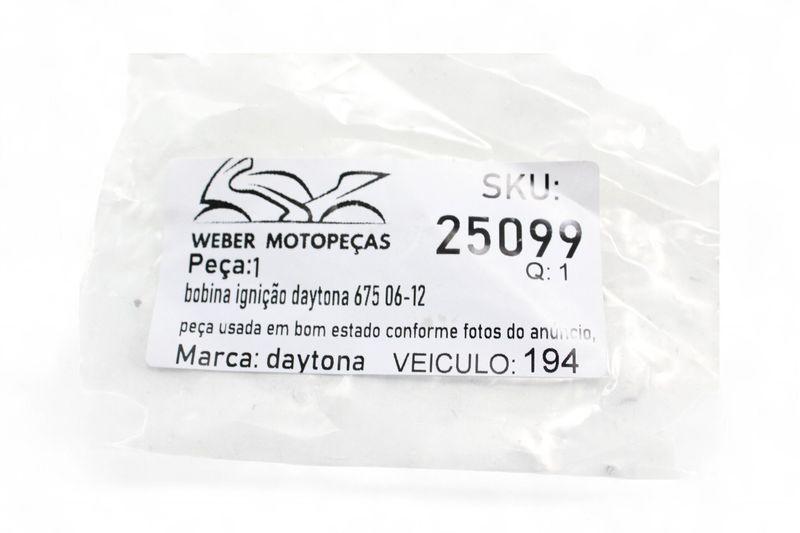 SKU:
WEBER MOTOPEÇAS
25099
Peça:1
Q: 1
bobina ignição daytona 675 06-12
peça usada em bom estado conforme fotos do anúncio,
Marca: daytona VEICULO: 194